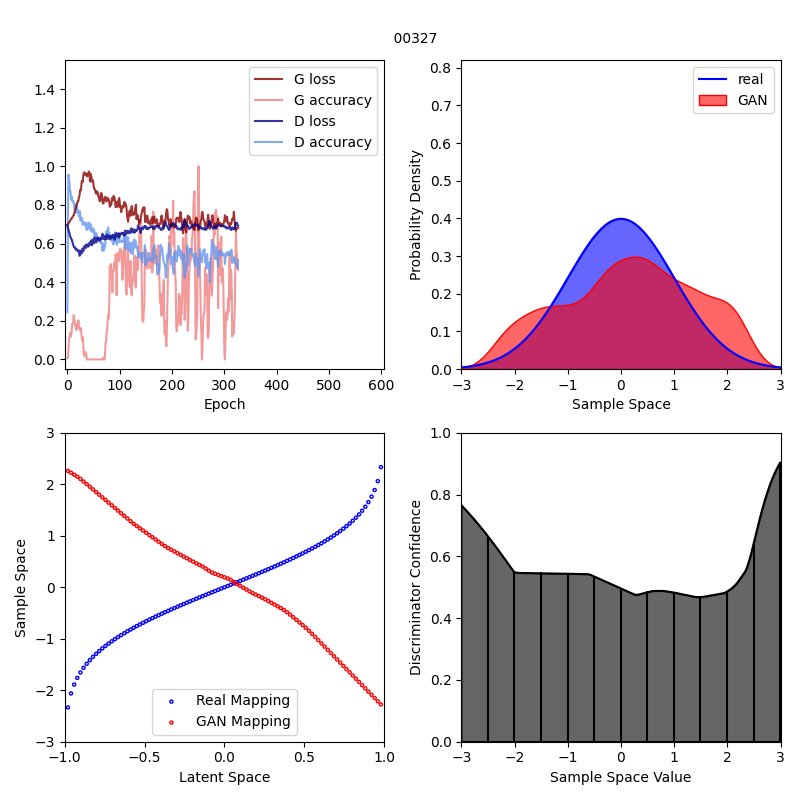 00327
G loss
G accuracy
D loss
D accuracy
1.4
1.2
1.0
0.8
0.6
0.4
0.2
0.0
0 100 200 300 400 500 600
Epoch
real
GAN
Probability Density
0.8
0.7
0.6
0.5
0.4
0.3
0.2
0.1
0.0
−3 −2 −1 0 1 2 3
Sample Space
Sample Space
3
2
1
0
−1
−2
−3
Real Mapping
GAN Mapping
−1.0 −0.5 0.0 0.5 1.0
Latent Space
Discriminator Confidence
1.0
0.8
0.6
0.4
0.2
0.0
−3 −2 −1 0 1 2 3
Sample Space Value